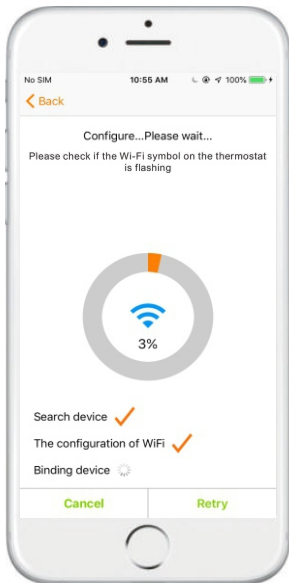 No SIM 10:55 AM 100%
Back
Configure...Please wait...
Please check if the Wi-Fi symbol on the thermostat
is flashing
3%
Search device
The configuration of WiFi
Binding device
Cancel Retry